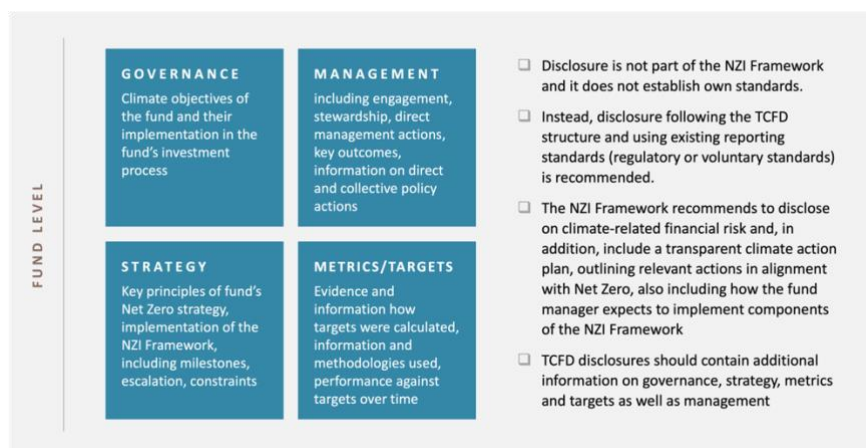 FUND LEVEL
GOVERNANCE
Climate objectives of
the fund and their
implementation in the
fund's investment
process
MANAGEMENT
including engagement,
stewardship, direct
management actions,
key outcomes,
information on direct
and collective policy
actions
STRATEGY
Key principles of fund's
Net Zero strategy,
implementation of the
NZI Framework,
including milestones,
escalation, constraints
METRICS/TARGETS
Evidence and
information how
targets were calculated,
information and
methodologies used,
performance against
targets over time
Disclosure is not part of the NZI Framework
and it does not establish own standards.
Instead, disclosure following the TCFD
structure and using existing reporting
standards (regulatory or voluntary standards)
is recommended.
The NZI Framework recommends to disclose
on climate-related financial risk and, in
addition, include a transparent climate action
plan, outlining relevant actions in alignment
with Net Zero, also including how the fund
manager expects to implement components
of the NZI Framework
TCFD disclosures should contain additional
information on governance, strategy, metrics
and targets as well as management